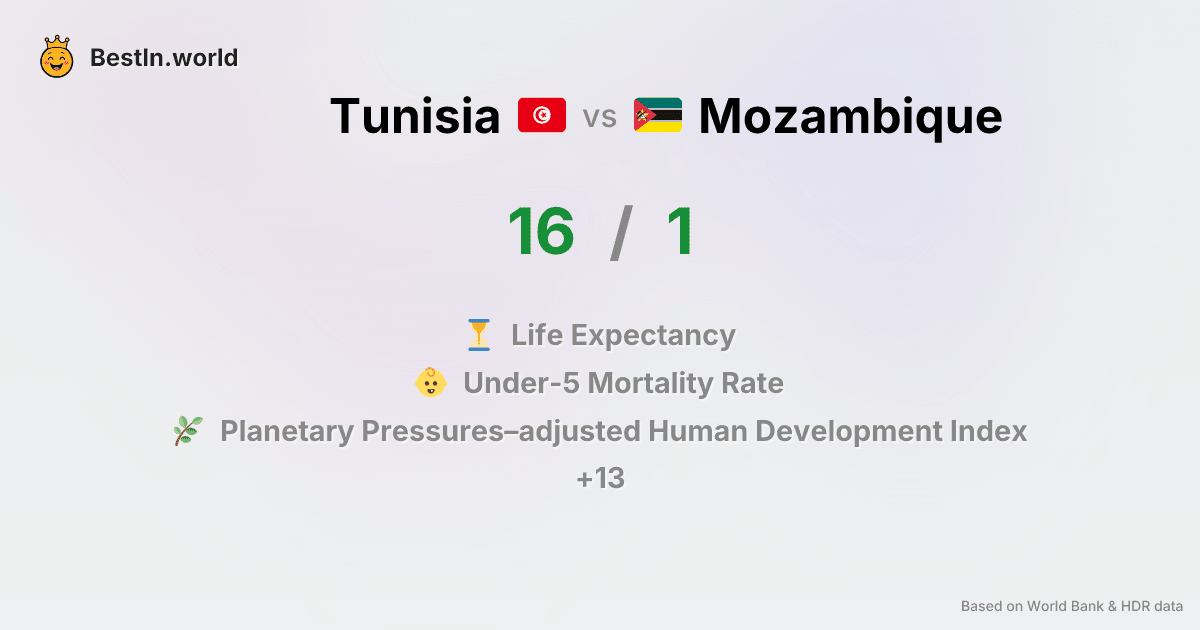 BestIn.world
Tunisia vs Mozambique
16 / 1
Life Expectancy
Under-5 Mortality Rate
Planetary Pressures–adjusted Human Development Index
+13
Based on World Bank & HDR data